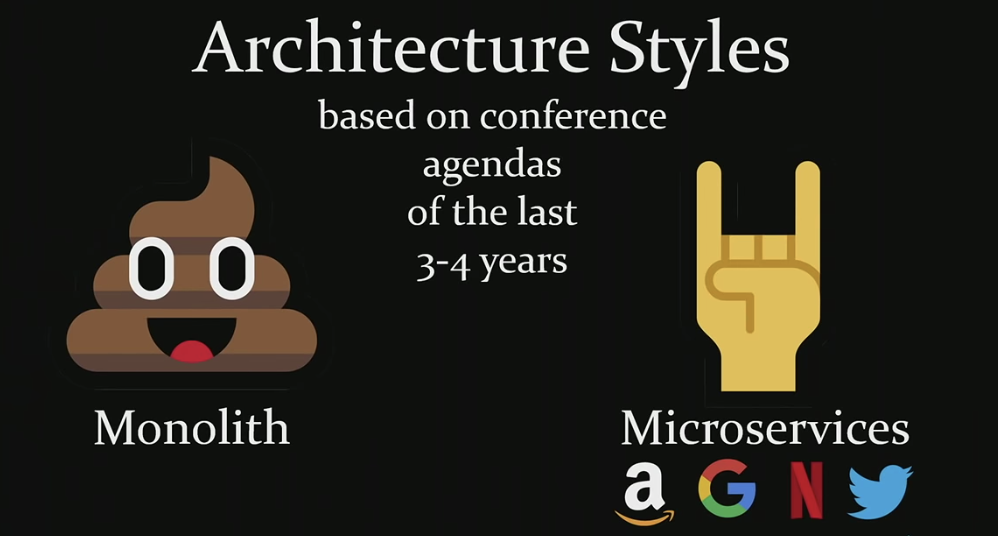 Architecture Styles
based on conference
agendas
of the last
3-4 years
Monolith
Microservices